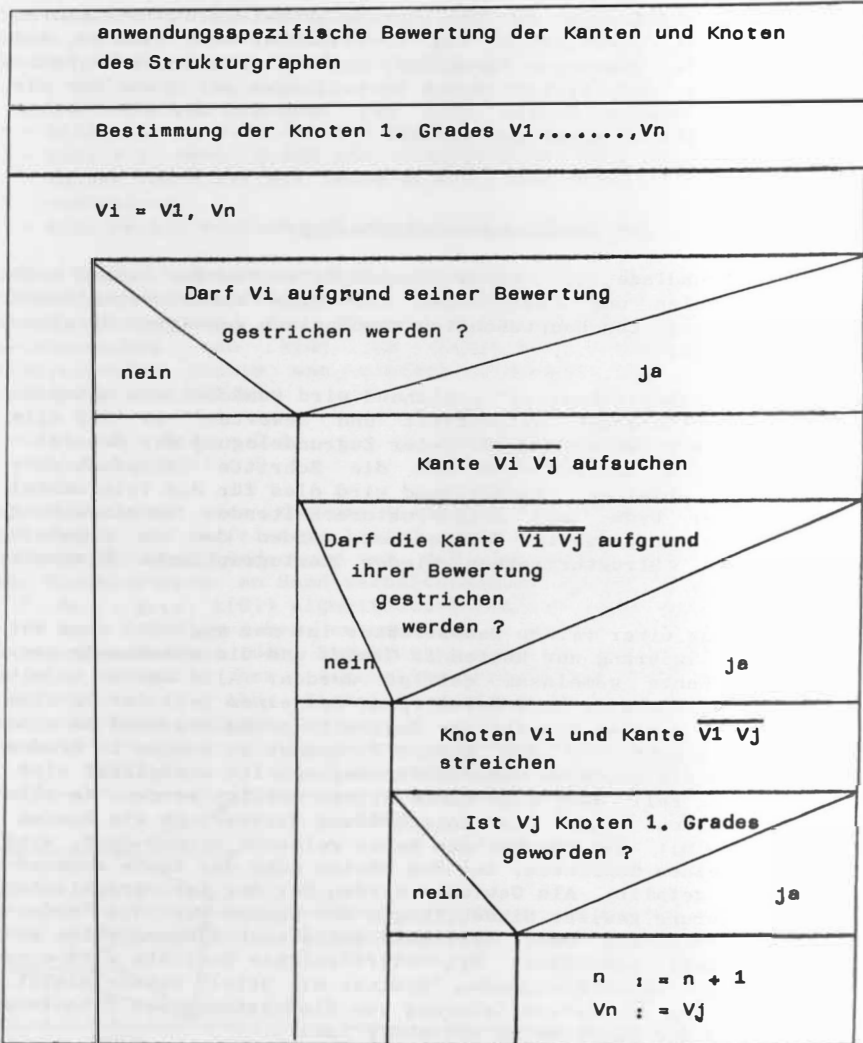 anwendungsspezifische Bewertung der Kanten und Knoten
des Strukturgraphen
Bestimmung der Knoten 1. Grades V1,.......,Vn
Vi = V1, Vn
Darf Vi aufgrund seiner Bewertung
gestrichen werden ?
nein
ja
Kante Vi Vj aufsuchen
Darf die Kante Vi Vj aufgrund
ihrer Bewertung
gestrichen
werden ?
nein
ja
Knoten Vi und Kante Vi Vj
streichen
Ist Vj Knoten 1. Grades
geworden ?
nein
ja
n := n + 1
Vn := Vj